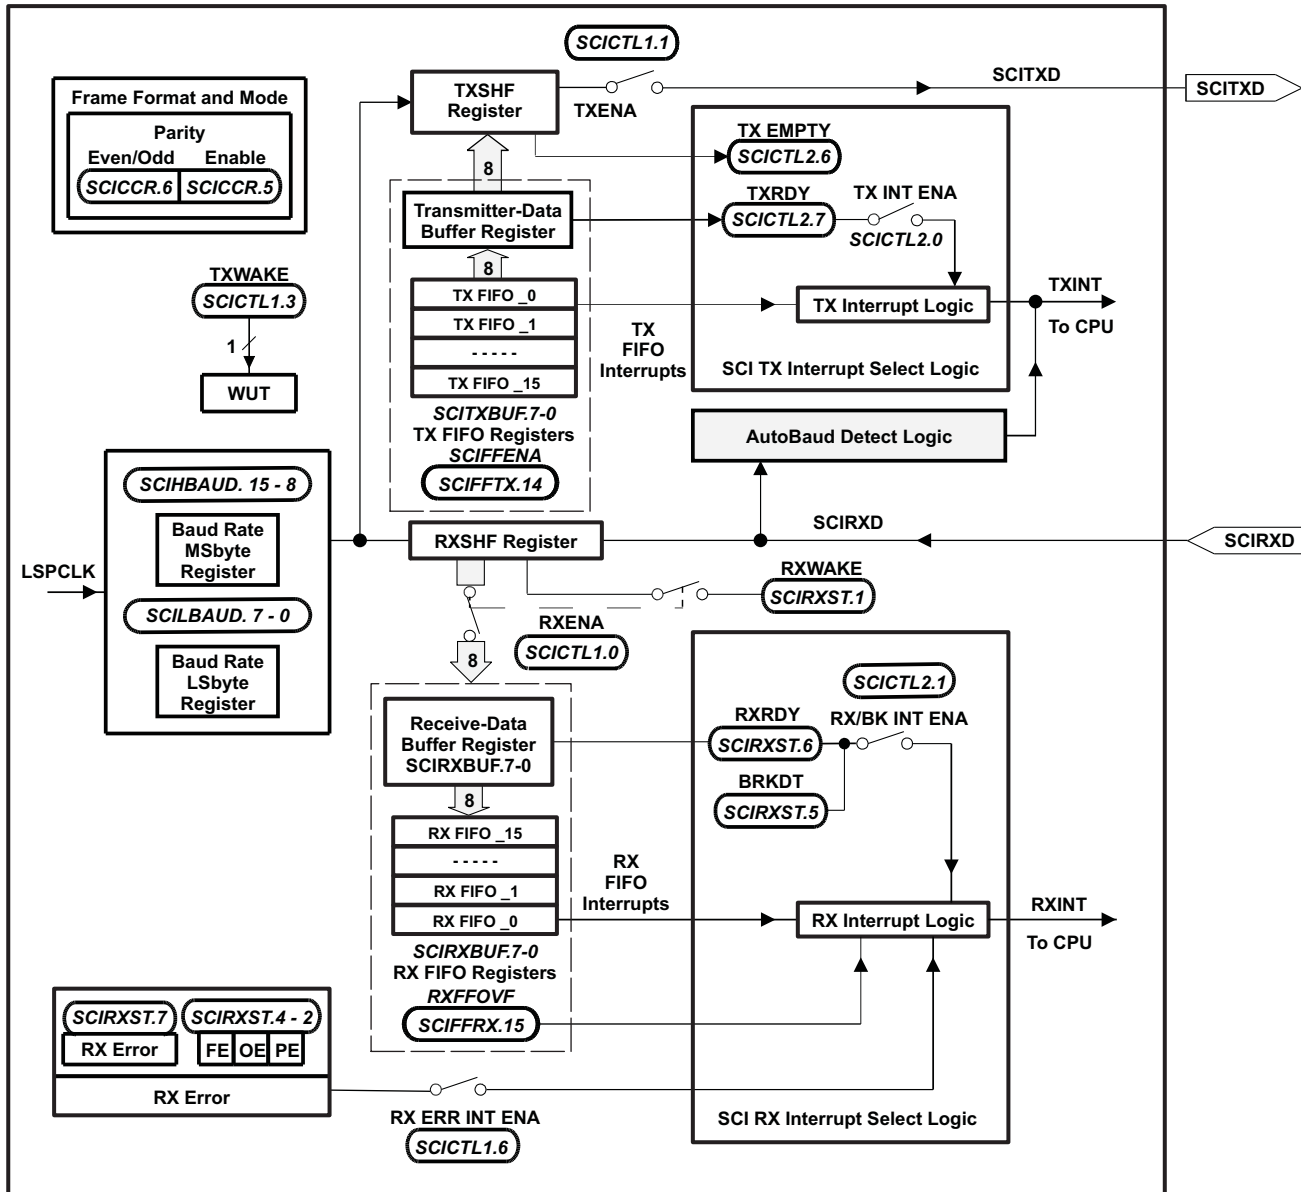 SCICTL1.1
TXSHF
Register
TXENA
SCITXD
SCITXD
Frame Format and Mode
Parity
Even/Odd Enable
SCICCR.6 SCICCR.5
8
TX EMPTY
SCICTL2.6
Transmitter-Data
Buffer Register
TXRDY
SCICTL2.7
TX INT ENA
SCICTL2.0
8
TX FIFO _0
TX FIFO _1
- - - - -
TX FIFO _15
SCITXBUF.7-0
TX FIFO Registers
SCIFFENA
SCIFFTX.14
TXWAKE
SCICTL1.3
1
WUT
TX
FIFO
Interrupts
TX Interrupt Logic
TXINT
To CPU
SCI TX Interrupt Select Logic
AutoBaud Detect Logic
LSPCLK
SCIHBAUD. 15 - 8
Baud Rate
MSbyte
Register
SCILBAUD. 7 - 0
Baud Rate
LSbyte
Register
RXSHF Register
SCIRXD
SCIRXD
RXWAKE
SCIRXST.1
RXENA
SCICTL1.0
8
Receive-Data
Buffer Register
SCIRXBUF.7-0
8
SCICTL2.1
RXRDY
SCIRXST.6
RX/BK INT ENA
BRKDT
SCIRXST.5
RX FIFO _15
- - - - -
RX FIFO _1
RX FIFO _0
SCIRXBUF.7-0
RX FIFO Registers
RXFFOVF
SCIFFRX.15
RX
FIFO
Interrupts
RX Interrupt Logic
RXINT
To CPU
SCIRXST.7 SCIRXST.4 - 2
RX Error FE OE PE
RX Error
RX ERR INT ENA
SCICTL1.6
SCI RX Interrupt Select Logic